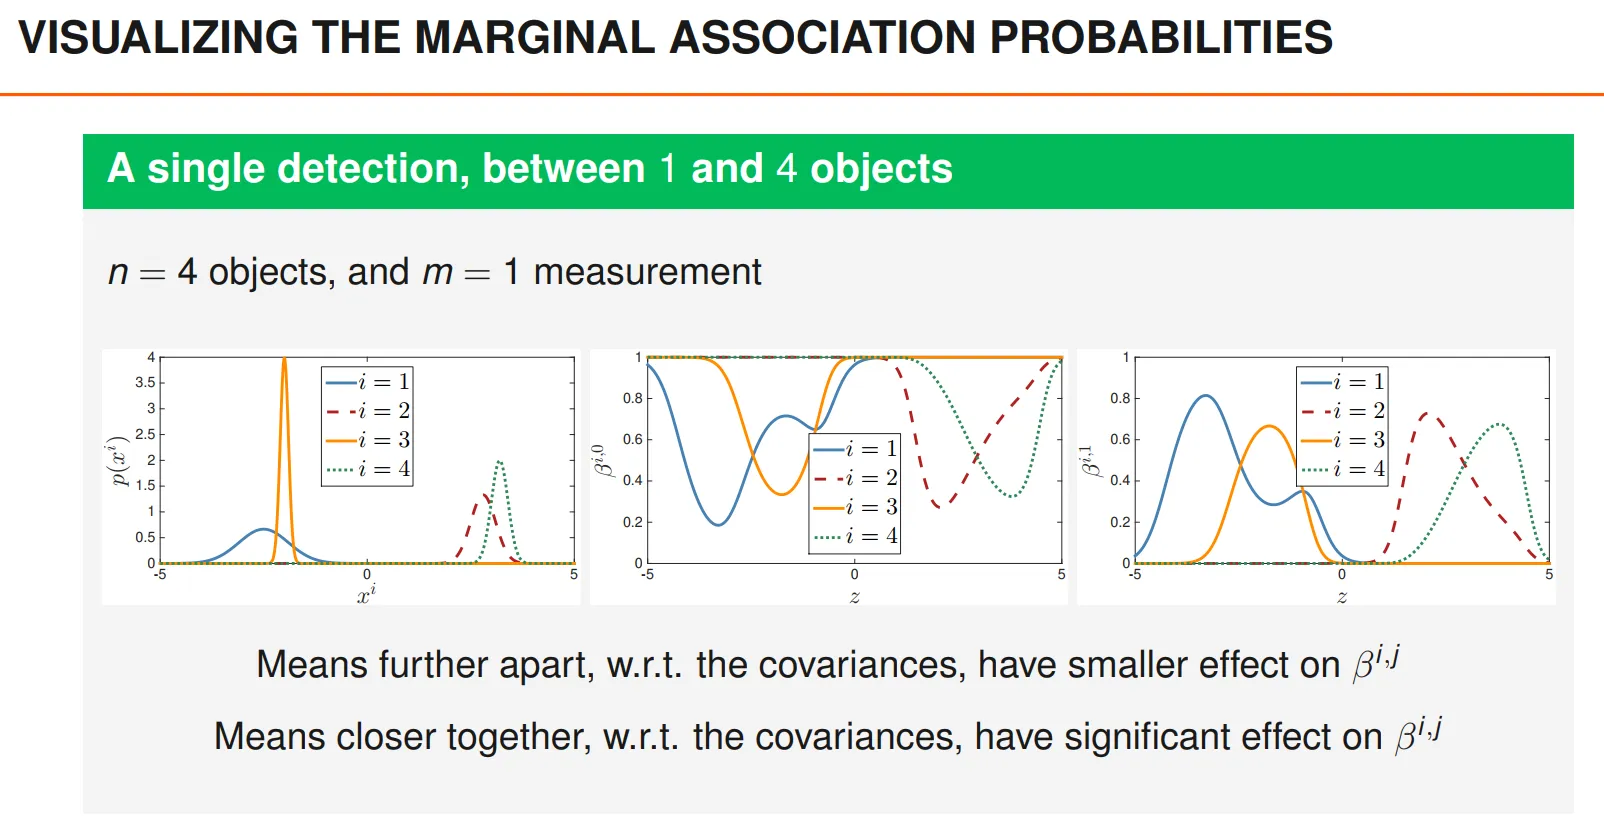 VISUALIZING THE MARGINAL ASSOCIATION PROBABILITIES
A single detection, between 1 and 4 objects
n = 4 objects, and m = 1 measurement
4
3.5
3
2.5
2
1.5
1
0.5
0
-5 0 5
p(x^i)
x^i
i = 1
i = 2
i = 3
i = 4
1
0.8
0.6
0.4
0.2
0
-5 0 5
β^{i,0}
z
i = 1
i = 2
i = 3
i = 4
1
0.8
0.6
0.4
0.2
0
-5 0 5
β^{i,1}
z
i = 1
i = 2
i = 3
i = 4
Means further apart, w.r.t. the covariances, have smaller effect on β^{i,j}
Means closer together, w.r.t. the covariances, have significant effect on β^{i,j}